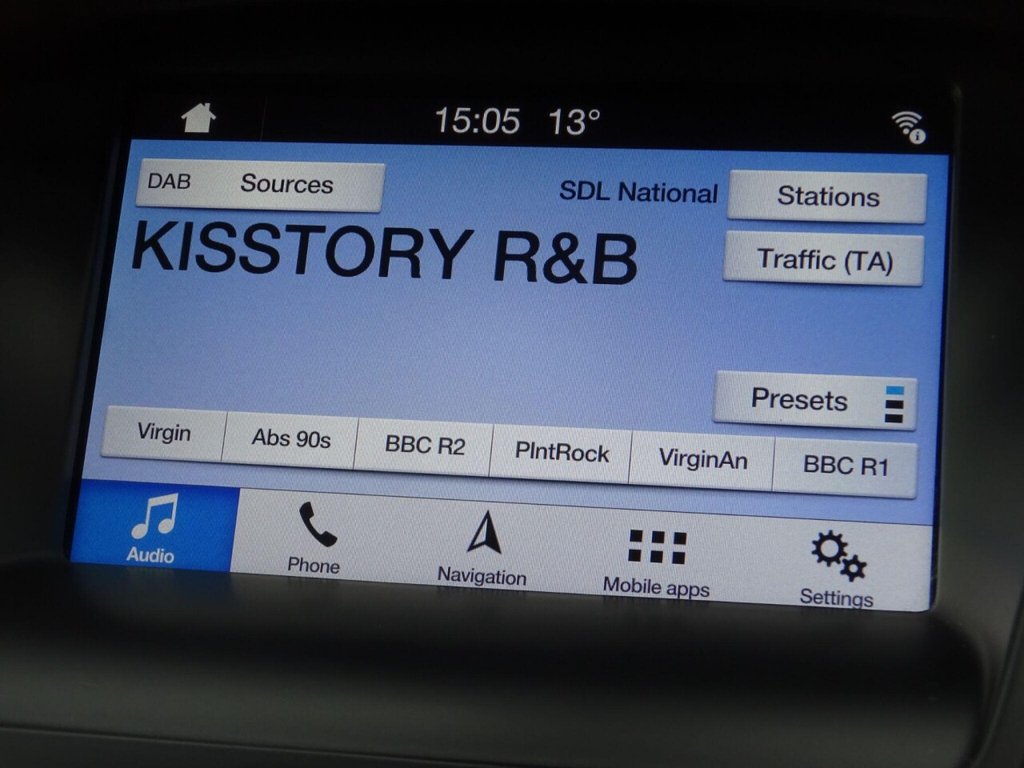 15:05 13°
DAB Sources SDL National Stations
KISSTORY R&B Traffic (TA)
Presets
Virgin Abs 90s BBC R2 PlntRock VirginAn BBC R1
Audio Phone Navigation Mobile apps Settings